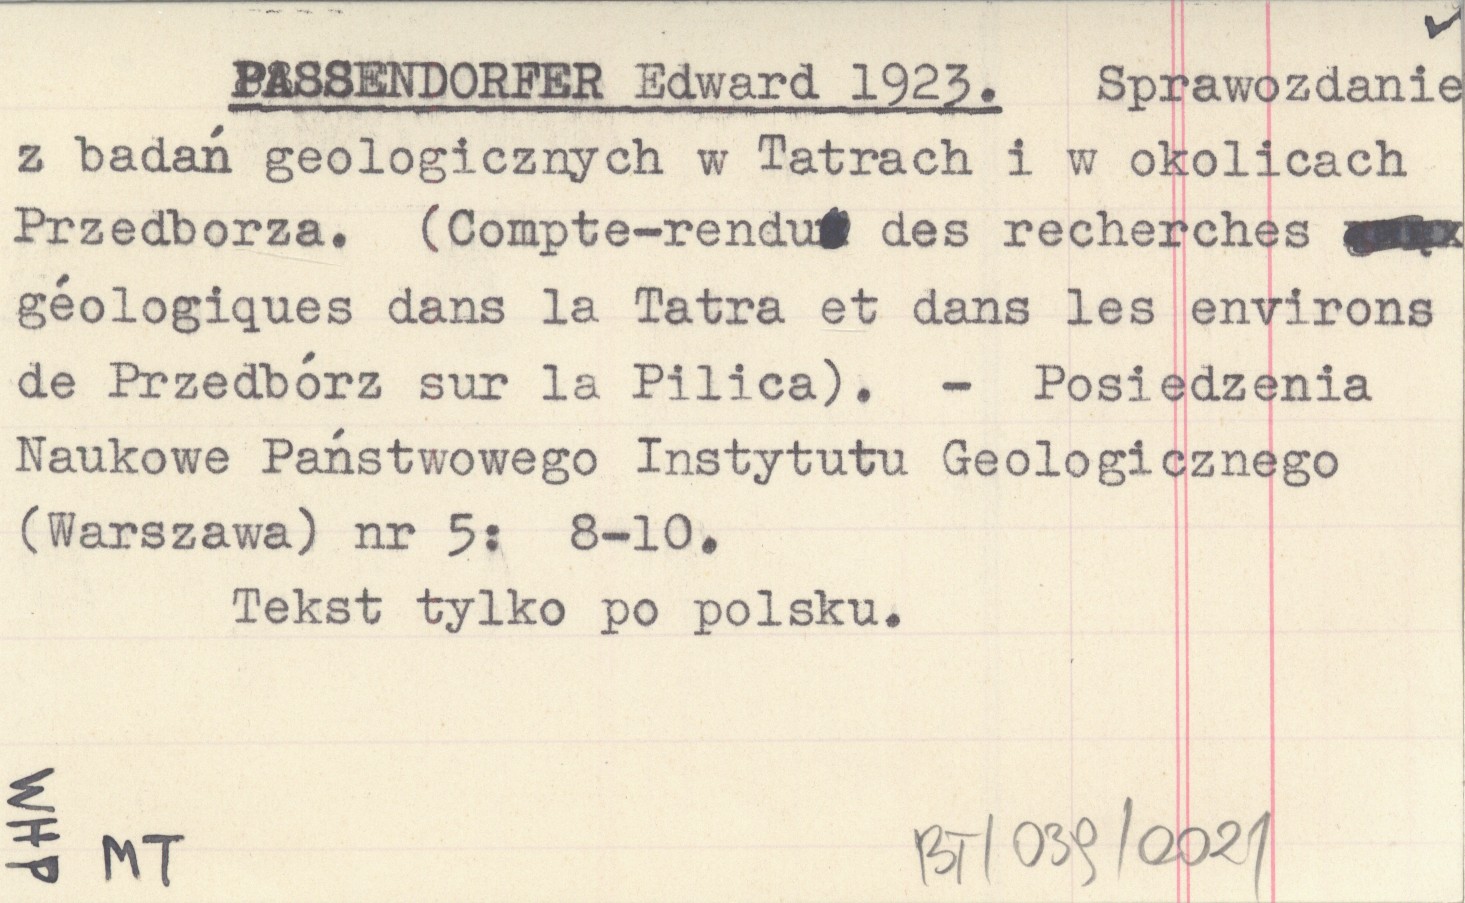 PASSENDORFER Edward 1923. Sprawozdanie
z badań geologicznych w Tatrach i w okolicach
Przedborza. (Compte-rendu des recherches
géologiques dans la Tatra et dans les environs
de Przedbórz sur la Pilica). - Posiedzenia
Naukowe Państwowego Instytutu Geologicznego
(Warszawa) nr 5: 8-10.
Tekst tylko po polsku.
WHP
MT
BT/039/0021